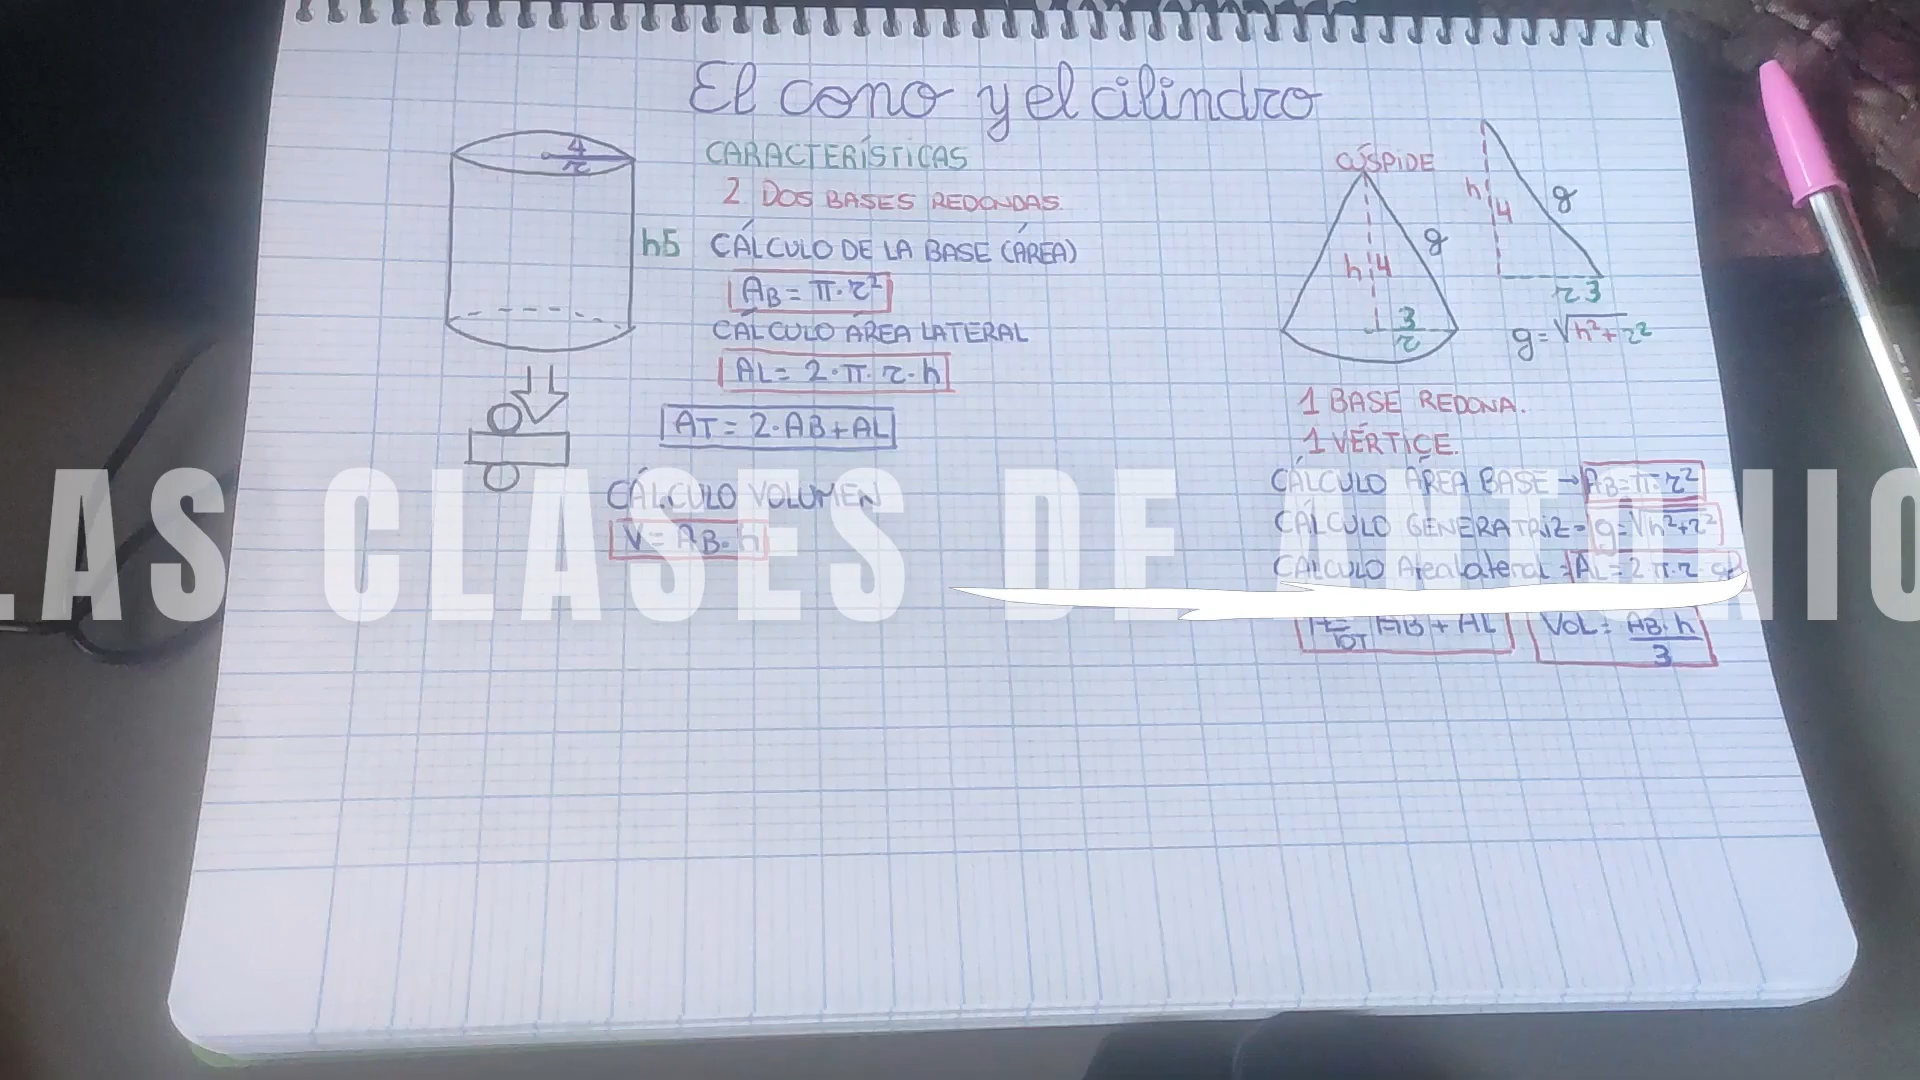 El cono y el cilindro
4
r
h5
CARACTERÍSTICAS
2 DOS BASES REDONDAS.
CÁLCULO DE LA BASE (ÁREA)
AB = π·r²
CÁLCULO ÁREA LATERAL
AL = 2·π·r·h
AT = 2·AB+AL
CÁLCULO VOLUMEN
V = AB·h
CÚSPIDE
h 4
g
3
r
h 4
g
r 3
g=√h²+r²
1 BASE REDONA.
1 VÉRTICE.
CÁLCULO ÁREA BASE → AB=π·r²
CÁLCULO GENERATRIZ = g=√h²+r²
CÁLCULO Area lateral = AL=2·π·r·g
AB + AL
VOL = AB·h
3
LAS CLASES DE ANTONIO